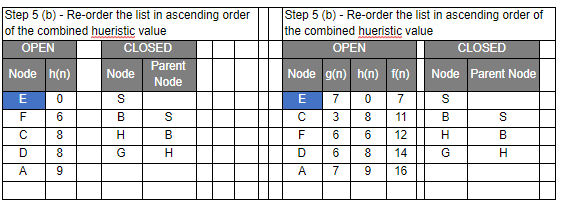 Step 5 (b) - Re-order the list in ascending order
of the combined hueristic value
OPEN CLOSED
Node h(n) Node Parent Node
E 0 S
F 6 B S
C 8 H B
D 8 G H
A 9
Step 5 (b) - Re-order the list in ascending order of
the combined hueristic value
OPEN CLOSED
Node g(n) h(n) f(n) Node Parent Node
E 7 0 7 S
C 3 8 11 B S
F 6 6 12 H B
D 6 8 14 G H
A 7 9 16